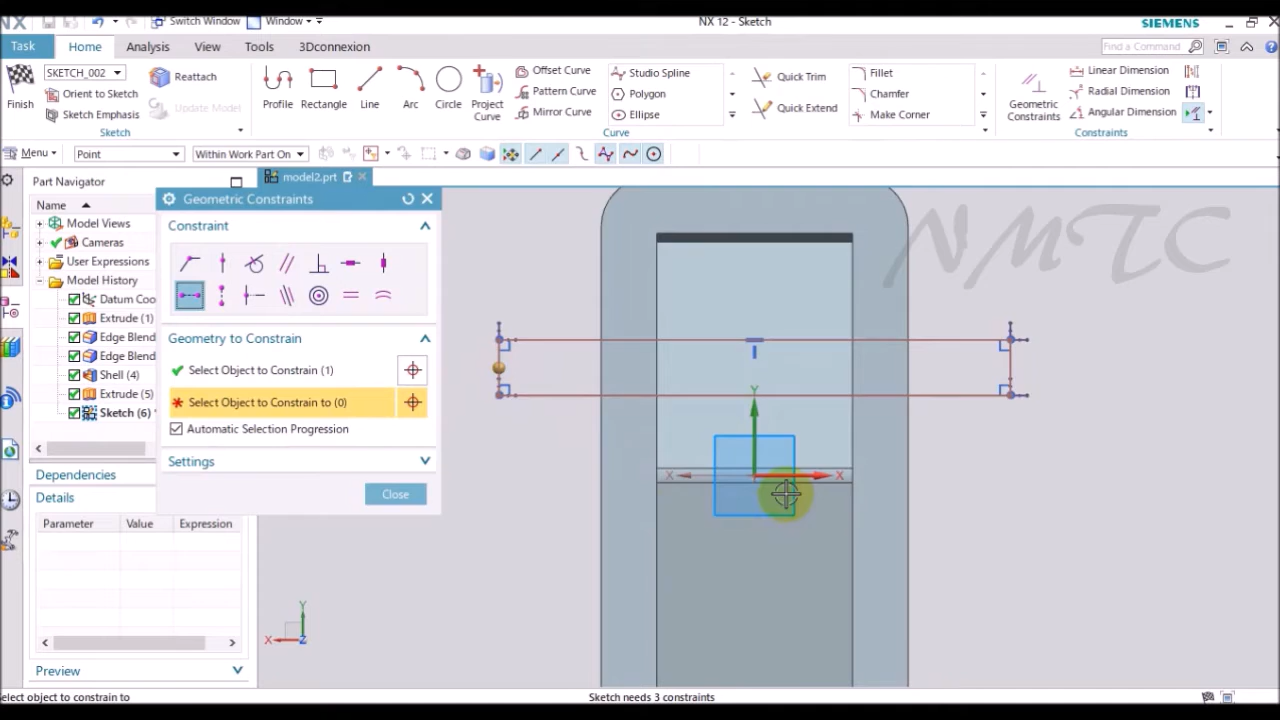 NX
Switch Window
Window
NX 12 - Sketch
SIEMENS
Task
Home
Analysis
View
Tools
3Dconnexion
Find a Command
Finish
SKETCH_002
Orient to Sketch
Sketch Emphasis
Reattach
Update Model
Sketch
Profile
Rectangle
Line
Arc
Circle
Project
Curve
Offset Curve
Pattern Curve
Mirror Curve
Studio Spline
Polygon
Ellipse
Quick Trim
Quick Extend
Fillet
Chamfer
Make Corner
Curve
Geometric
Constraints
Linear Dimension
Radial Dimension
Angular Dimension
Constraints
Menu
Point
Within Work Part On
Part Navigator
model2.prt
Name
Model Views
Cameras
User Expressions
Model History
Datum Coo
Extrude (1)
Edge Blend
Edge Blend
Shell (4)
Extrude (5)
Sketch (6)
Dependencies
Details
Parameter
Value
Expression
Preview
Geometric Constraints
Constraint
Geometry to Constrain
Select Object to Constrain (1)
Select Object to Constrain to (0)
Automatic Selection Progression
Settings
Close
NMTC
Y
X
X
Y
X
Z
elect object to constrain to
Sketch needs 3 constraints